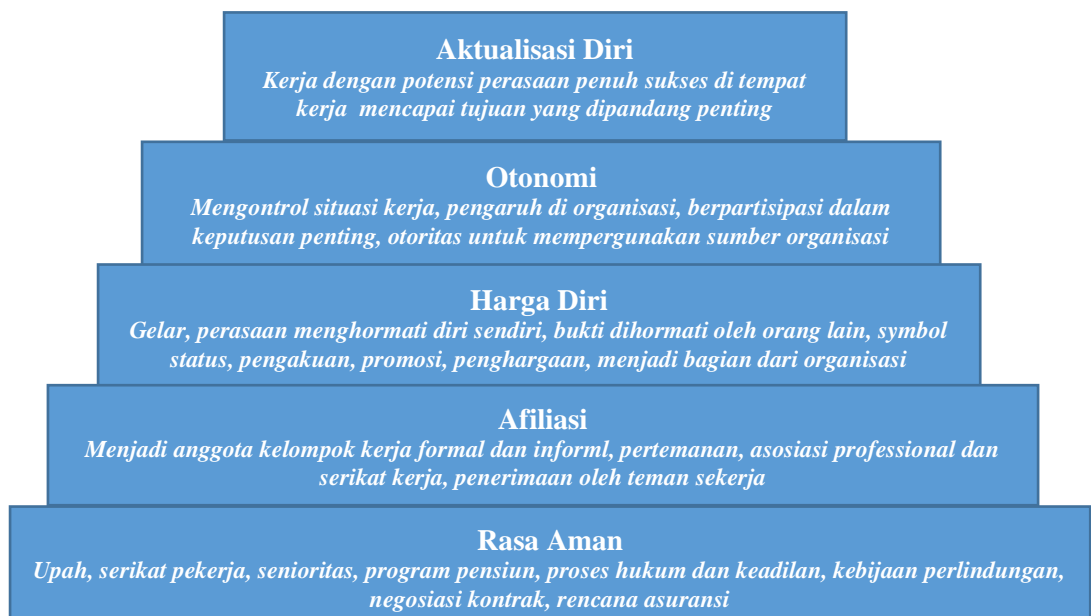 Aktualisasi Diri
Kerja dengan potensi perasaan penuh sukses di tempat
kerja mencapai tujuan yang dipandang penting
Otonomi
Mengontrol situasi kerja, pengaruh di organisasi, berpartisipasi dalam
keputusan penting, otoritas untuk mempergunakan sumber organisasi
Harga Diri
Gelar, perasaan menghormati diri sendiri, bukti dihormati oleh orang lain, symbol
status, pengakuan, promosi, penghargaan, menjadi bagian dari organisasi
Afiliasi
Menjadi anggota kelompok kerja formal dan informl, pertemanan, asosiasi professional dan
serikat kerja, penerimaan oleh teman sekerja
Rasa Aman
Upah, serikat pekerja, senioritas, program pensiun, proses hukum dan keadilan, kebijaan perlindungan,
negosiasi kontrak, rencana asuransi